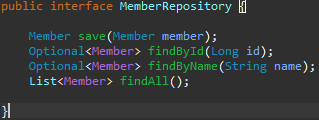 public interface MemberRepository {
Member save(Member member);
Optional<Member> findById(Long id);
Optional<Member> findByName(String name);
List<Member> findAll();
}